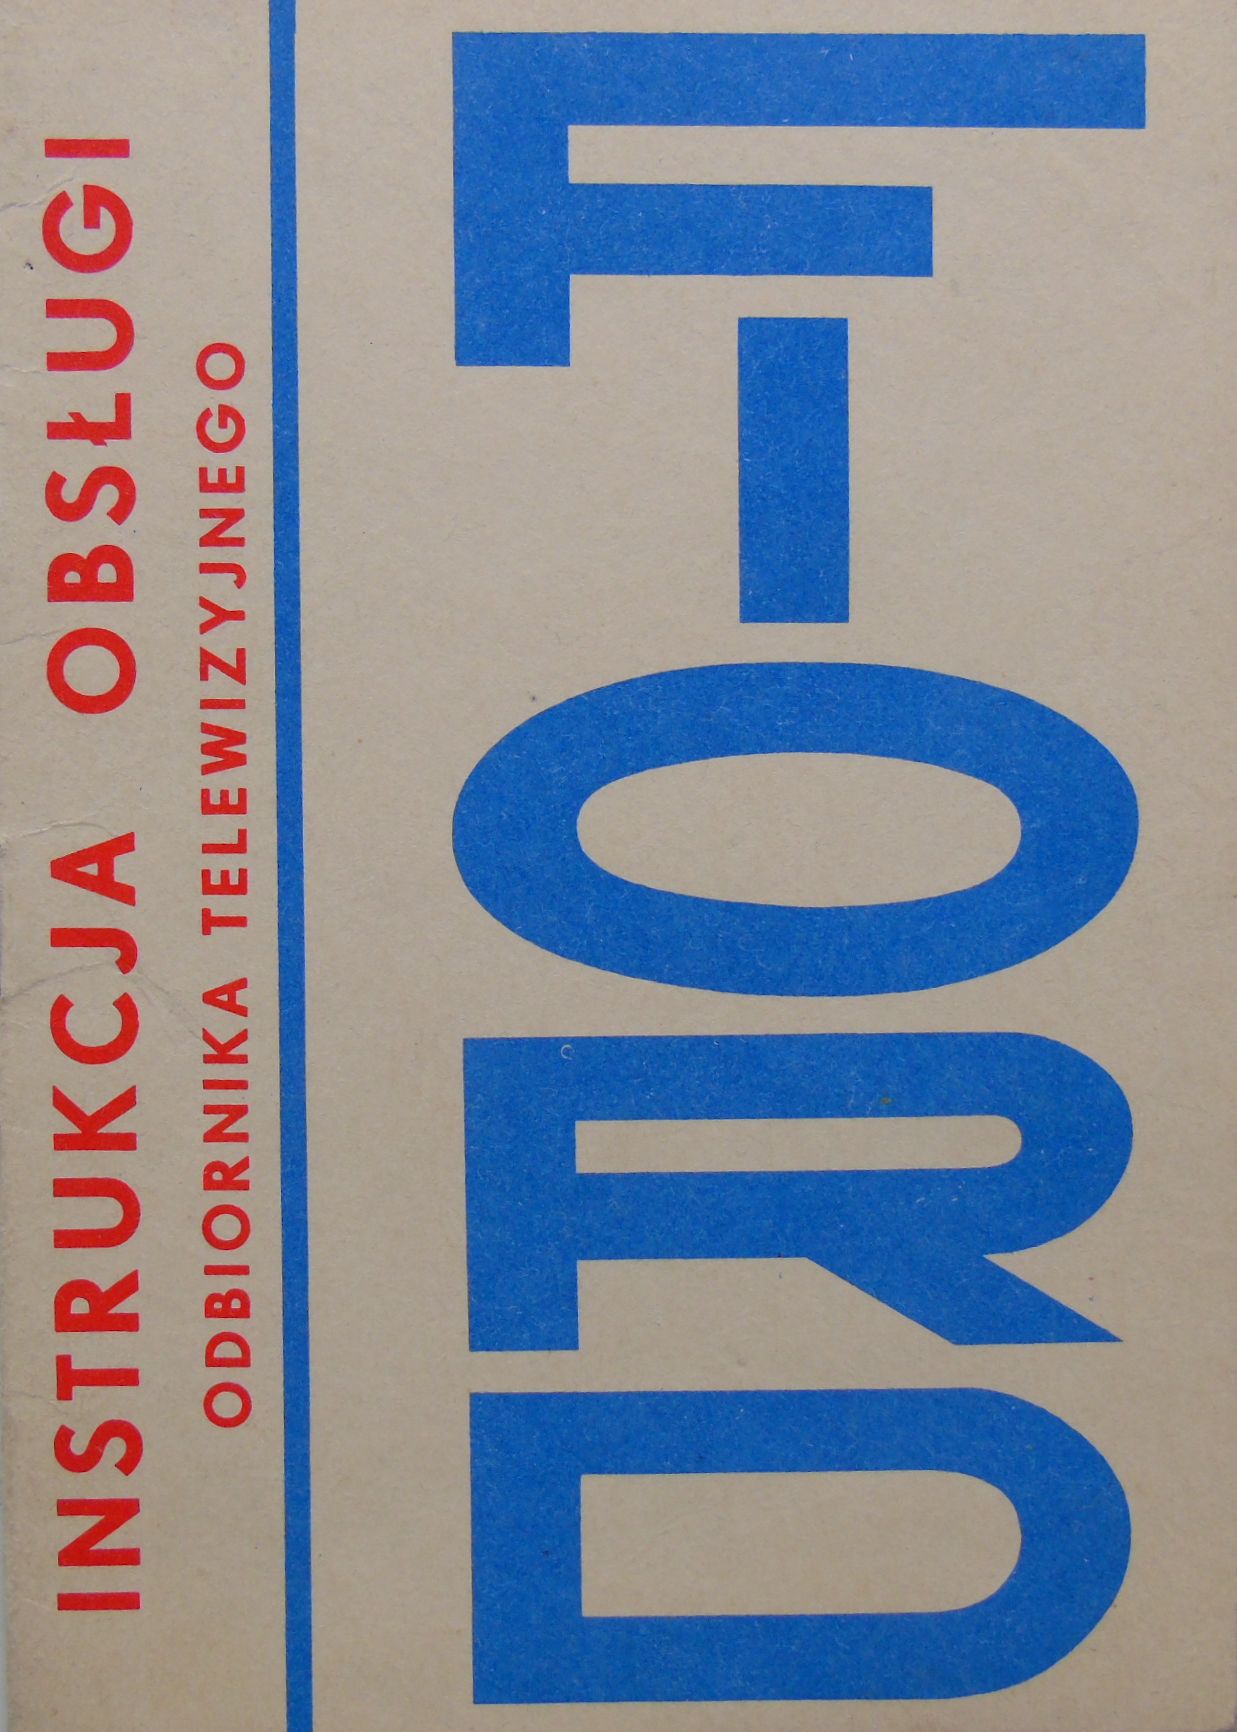 INSTRUKCJA OBSŁUGI
ODBIORNIKA TELEWIZYJNEGO
FIORD